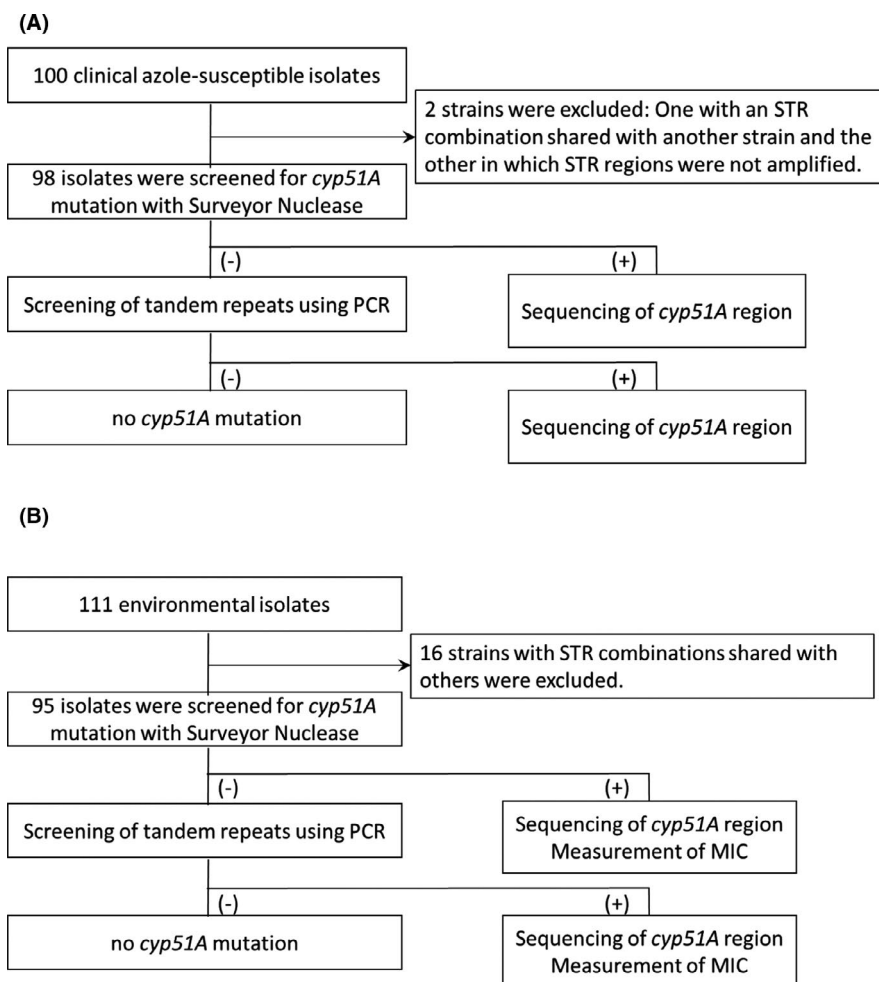 (A)
100 clinical azole-susceptible isolates
2 strains were excluded: One with an STR
combination shared with another strain and the
other in which STR regions were not amplified.
98 isolates were screened for cyp51A
mutation with Surveyor Nuclease
(-)
(+)
Screening of tandem repeats using PCR
Sequencing of cyp51A region
(-)
(+)
no cyp51A mutation
Sequencing of cyp51A region
(B)
111 environmental isolates
16 strains with STR combinations shared with
others were excluded.
95 isolates were screened for cyp51A
mutation with Surveyor Nuclease
(-)
(+)
Screening of tandem repeats using PCR
Sequencing of cyp51A region
Measurement of MIC
(-)
(+)
no cyp51A mutation
Sequencing of cyp51A region
Measurement of MIC